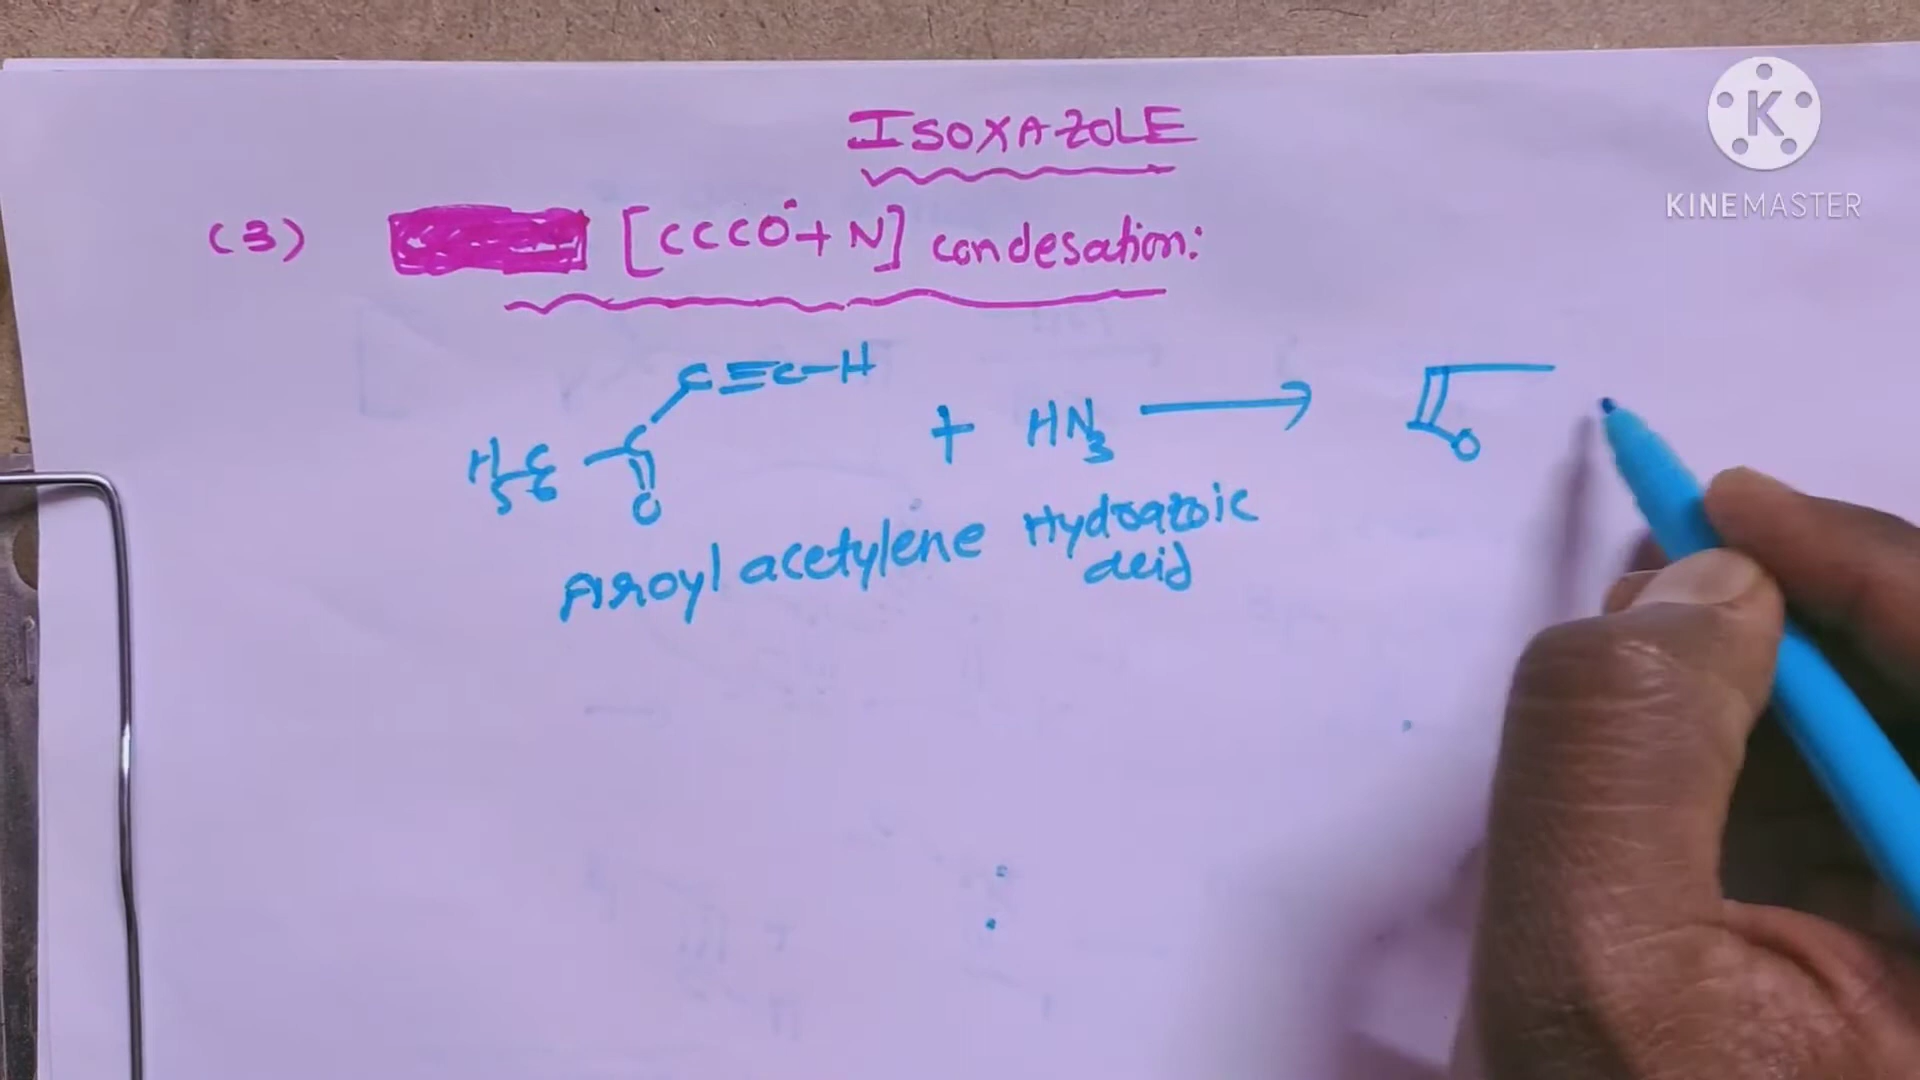 ISOXAZOLE
(3) [CCCO + N] condesation:
C≡C-H
H5C6 C + HN3 →
O O
Aroyl acetylene Hydrazoic
acid
K
KINEMASTER